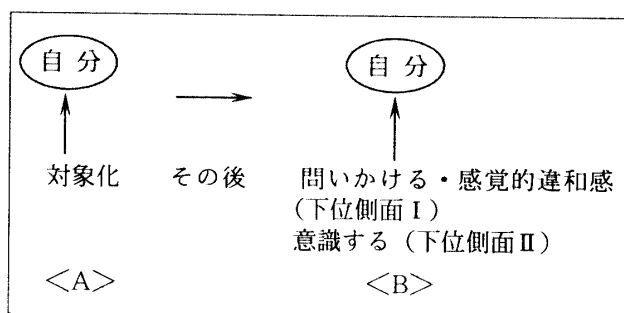 自分 自分
対象化 その後 問いかける・感覚的違和感
(下位側面Ⅰ)
意識する(下位側面Ⅱ)
<A> <B>